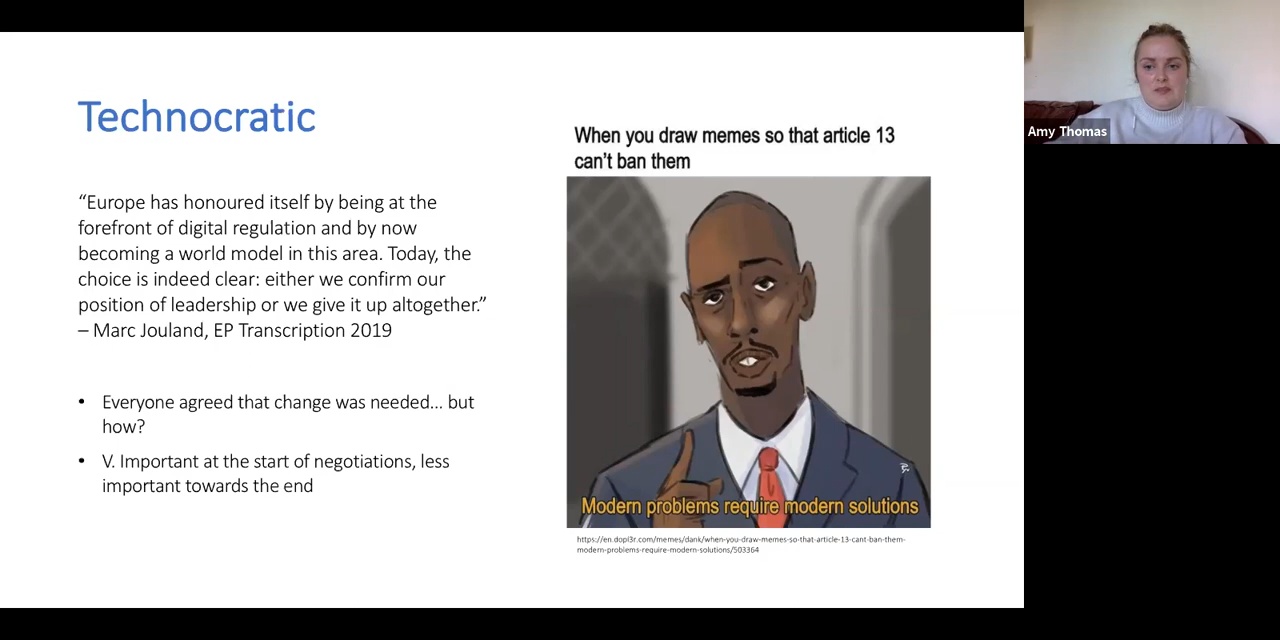 Technocratic
“Europe has honoured itself by being at the
forefront of digital regulation and by now
becoming a world model in this area. Today, the
choice is indeed clear: either we confirm our
position of leadership or we give it up altogether.”
– Marc Jouland, EP Transcription 2019
• Everyone agreed that change was needed... but
how?
• V. Important at the start of negotiations, less
important towards the end
When you draw memes so that article 13
can't ban them
Modern problems require modern solutions
https://en.dopl3r.com/memes/dank/when-you-draw-memes-so-that-article-13-cant-ban-them-
modern-problems-require-modern-solutions/503364
Amy Thomas